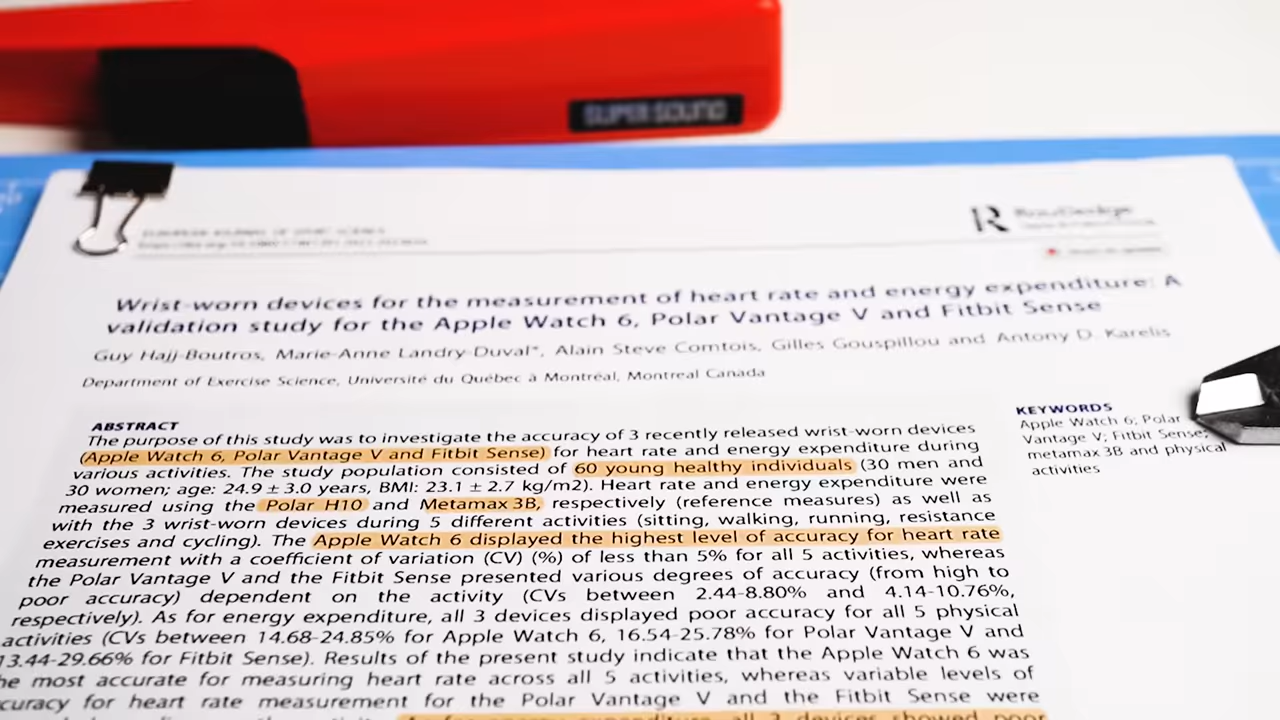 SUPER SOUND
EUROPEAN JOURNAL OF SPORT SCIENCE
R Routledge
Wrist-worn devices for the measurement of heart rate and energy expenditure: A
validation study for the Apple Watch 6, Polar Vantage V and Fitbit Sense
Guy Hajj-Boutros, Marie-Anne Landry-Duval*, Alain Steve Comtois, Gilles Gouspillou and Antony D. Karelis
Department of Exercise Science, Université du Québec à Montréal, Montreal Canada
ABSTRACT
The purpose of this study was to investigate the accuracy of 3 recently released wrist-worn devices
(Apple Watch 6, Polar Vantage V and Fitbit Sense) for heart rate and energy expenditure during
various activities. The study population consisted of 60 young healthy individuals (30 men and
30 women; age: 24.9 ± 3.0 years, BMI: 23.1 ± 2.7 kg/m2). Heart rate and energy expenditure were
measured using the Polar H10 and Metamax 3B, respectively (reference measures) as well as
with the 3 wrist-worn devices during 5 different activities (sitting, walking, running, resistance
exercises and cycling). The Apple Watch 6 displayed the highest level of accuracy for heart rate
measurement with a coefficient of variation (CV) (%) of less than 5% for all 5 activities, whereas
the Polar Vantage V and the Fitbit Sense presented various degrees of accuracy (from high to
poor accuracy) dependent on the activity (CVs between 2.44-8.80% and 4.14-10.76%,
respectively). As for energy expenditure, all 3 devices displayed poor accuracy for all 5 physical
activities (CVs between 14.68-24.85% for Apple Watch 6, 16.54-25.78% for Polar Vantage V and
13.44-29.66% for Fitbit Sense). Results of the present study indicate that the Apple Watch 6 was
he most accurate for measuring heart rate across all 5 activities, whereas variable levels of
curacy for heart rate measurement for the Polar Vantage V and the Fitbit Sense were
all 3 devices showed poor
KEYWORDS
Apple Watch 6; Polar
Vantage V; Fitbit Sense;
metamax 3B and physical
activities